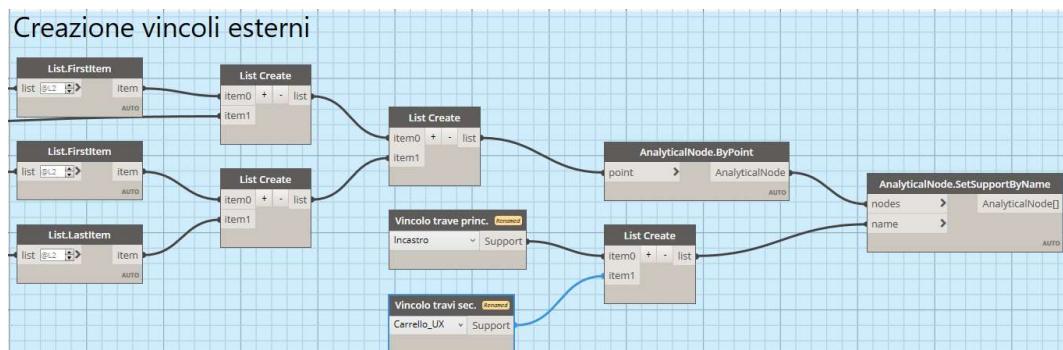 Creazione vincoli esterni
List.FirstItem
list @L2 > item
AUTO
List Create
item0 + - list
item1
List.FirstItem
list @L2 > item
AUTO
List Create
item0 + - list
item1
List.LastItem
list @L2 > item
AUTO
List Create
item0 + - list
item1
AnalyticalNode.ByPoint
point > AnalyticalNode
AUTO
Vincolo trave princ. Renamed
Incastro Support
Vincolo travi sec. Renamed
Carrello_UX Support
List Create
item0 + - list
item1
AnalyticalNode.SetSupportByName
nodes > AnalyticalNode[]
name >
AUTO